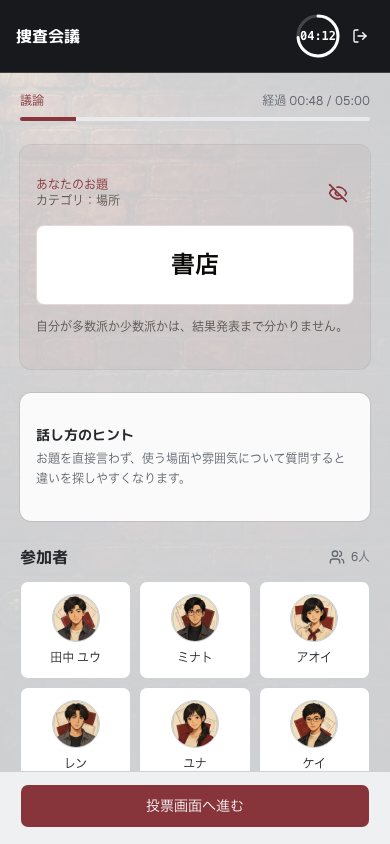 捜査会議
04:12
議論
経過 00:48 / 05:00
あなたのお題
カテゴリ：場所
書店
自分が多数派か少数派かは、結果発表まで分かりません。
話し方のヒント
お題を直接言わず、使う場面や雰囲気について質問すると
違いを探しやすくなります。
参加者
6人
田中 ユウ
ミナト
アオイ
レン
ユナ
ケイ
投票画面へ進む